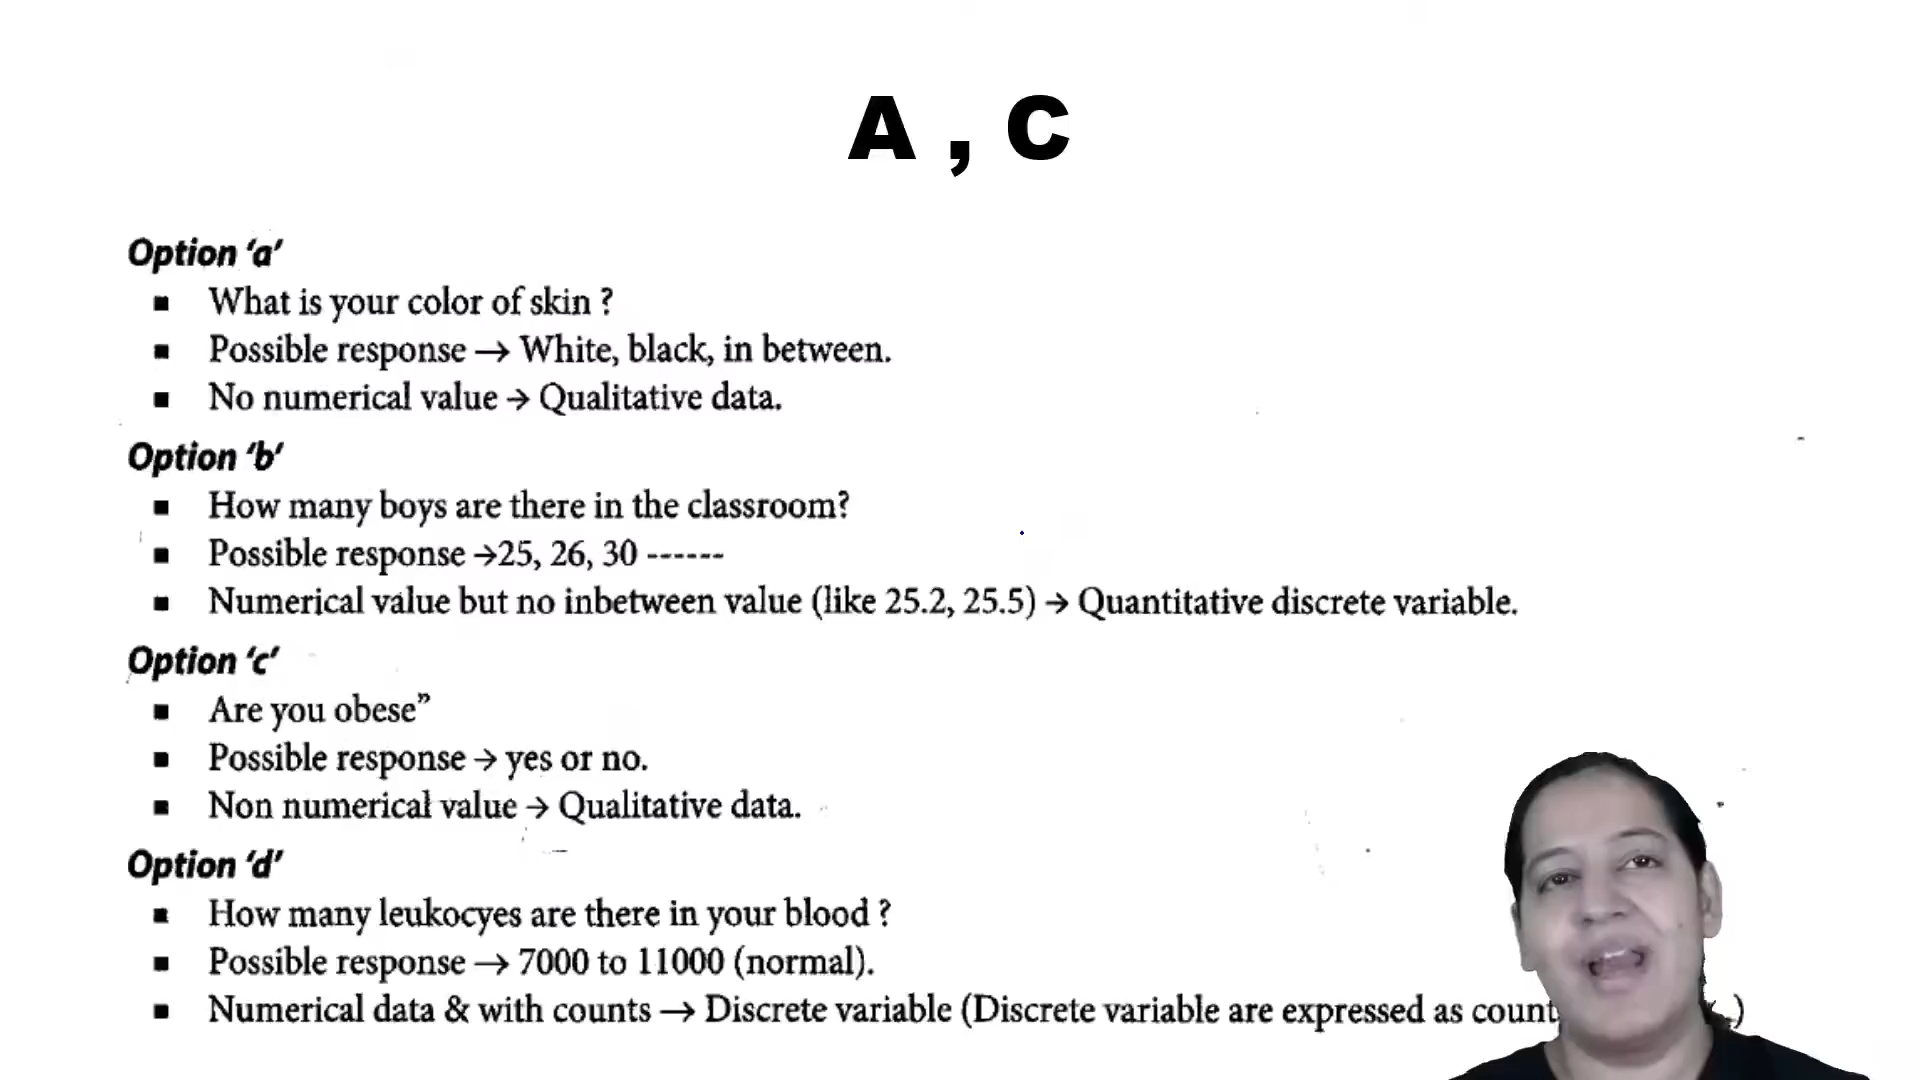 A , C
Option ‘a’
▪ What is your color of skin ?
▪ Possible response → White, black, in between.
▪ No numerical value → Qualitative data.
Option ‘b’
▪ How many boys are there in the classroom?
▪ Possible response →25, 26, 30 ------
▪ Numerical value but no inbetween value (like 25.2, 25.5) → Quantitative discrete variable.
Option ‘c’
▪ Are you obese”
▪ Possible response → yes or no.
▪ Non numerical value → Qualitative data.
Option ‘d’
▪ How many leukocyes are there in your blood ?
▪ Possible response → 7000 to 11000 (normal).
▪ Numerical data & with counts → Discrete variable (Discrete variable are expressed as